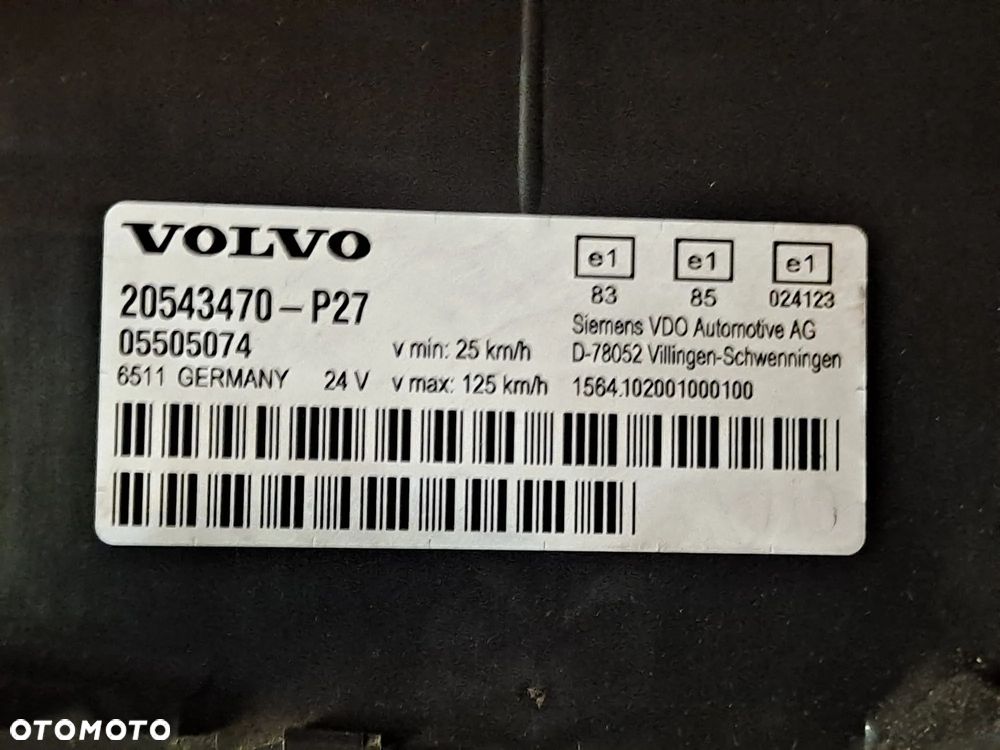 VOLVO
20543470 – P27
05505074
6511 GERMANY 24 V
v min: 25 km/h
v max: 125 km/h
e1 e1 e1
83 85 024123
Siemens VDO Automotive AG
D-78052 Villingen-Schwenningen
1564.102001000100
OTOMOTO